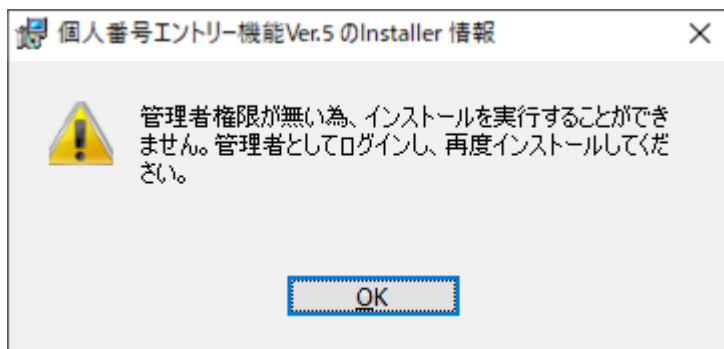 個人番号エントリー機能Ver.5 のInstaller 情報
管理者権限が無い為、インストールを実行することができ
ません。管理者としてログインし、再度インストールしてくだ
さい。
OK